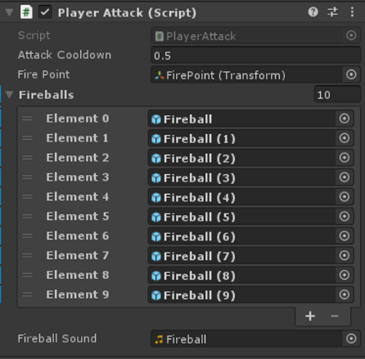 Player Attack (Script)
Script PlayerAttack
Attack Cooldown 0.5
Fire Point FirePoint (Transform)
Fireballs 10
Element 0 Fireball
Element 1 Fireball (1)
Element 2 Fireball (2)
Element 3 Fireball (3)
Element 4 Fireball (4)
Element 5 Fireball (5)
Element 6 Fireball (6)
Element 7 Fireball (7)
Element 8 Fireball (8)
Element 9 Fireball (9)
+ −
Fireball Sound Fireball